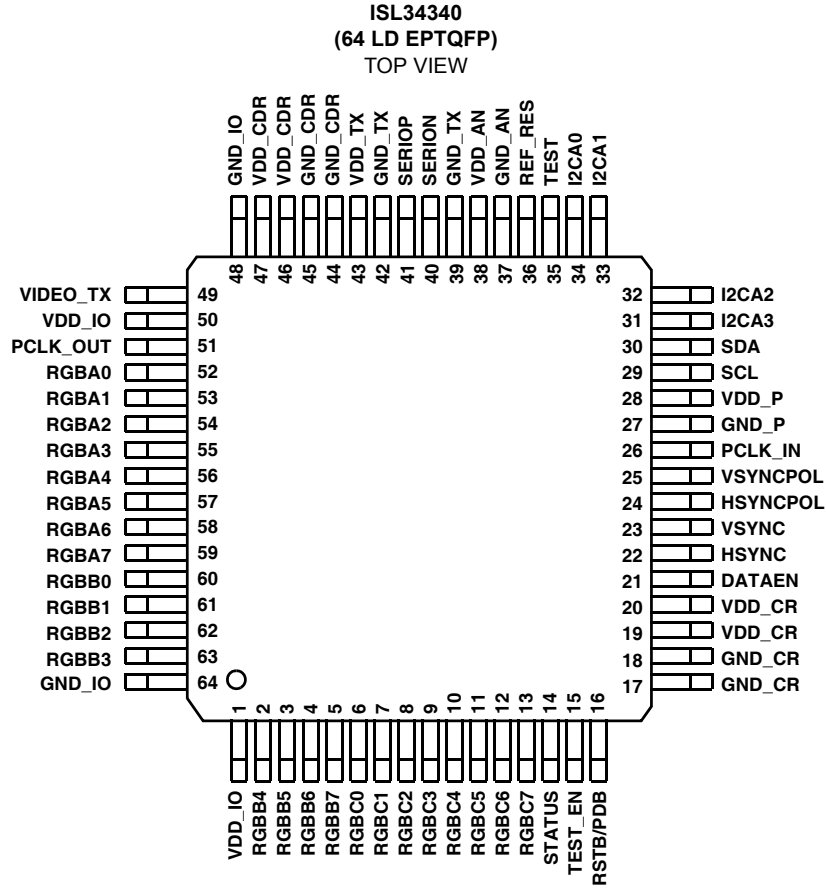 ISL34340
(64 LD EPTQFP)
TOP VIEW
GND_IO
VDD_CDR
VDD_CDR
GND_CDR
GND_CDR
VDD_TX
GND_TX
SERIOP
SERION
GND_TX
VDD_AN
GND_AN
REF_RES
TEST
I2CA0
I2CA1
48 47 46 45 44 43 42 41 40 39 38 37 36 35 34 33
VIDEO_TX 49 32 I2CA2
VDD_IO 50 31 I2CA3
PCLK_OUT 51 30 SDA
RGBA0 52 29 SCL
RGBA1 53 28 VDD_P
RGBA2 54 27 GND_P
RGBA3 55 26 PCLK_IN
RGBA4 56 25 VSYNCPOL
RGBA5 57 24 HSYNCPOL
RGBA6 58 23 VSYNC
RGBA7 59 22 HSYNC
RGBB0 60 21 DATAEN
RGBB1 61 20 VDD_CR
RGBB2 62 19 VDD_CR
RGBB3 63 18 GND_CR
GND_IO 64 17 GND_CR
1 2 3 4 5 6 7 8 9 10 11 12 13 14 15 16
VDD_IO
RGBB4
RGBB5
RGBB6
RGBB7
RGBC0
RGBC1
RGBC2
RGBC3
RGBC4
RGBC5
RGBC6
RGBC7
STATUS
TEST_EN
RSTB/PDB